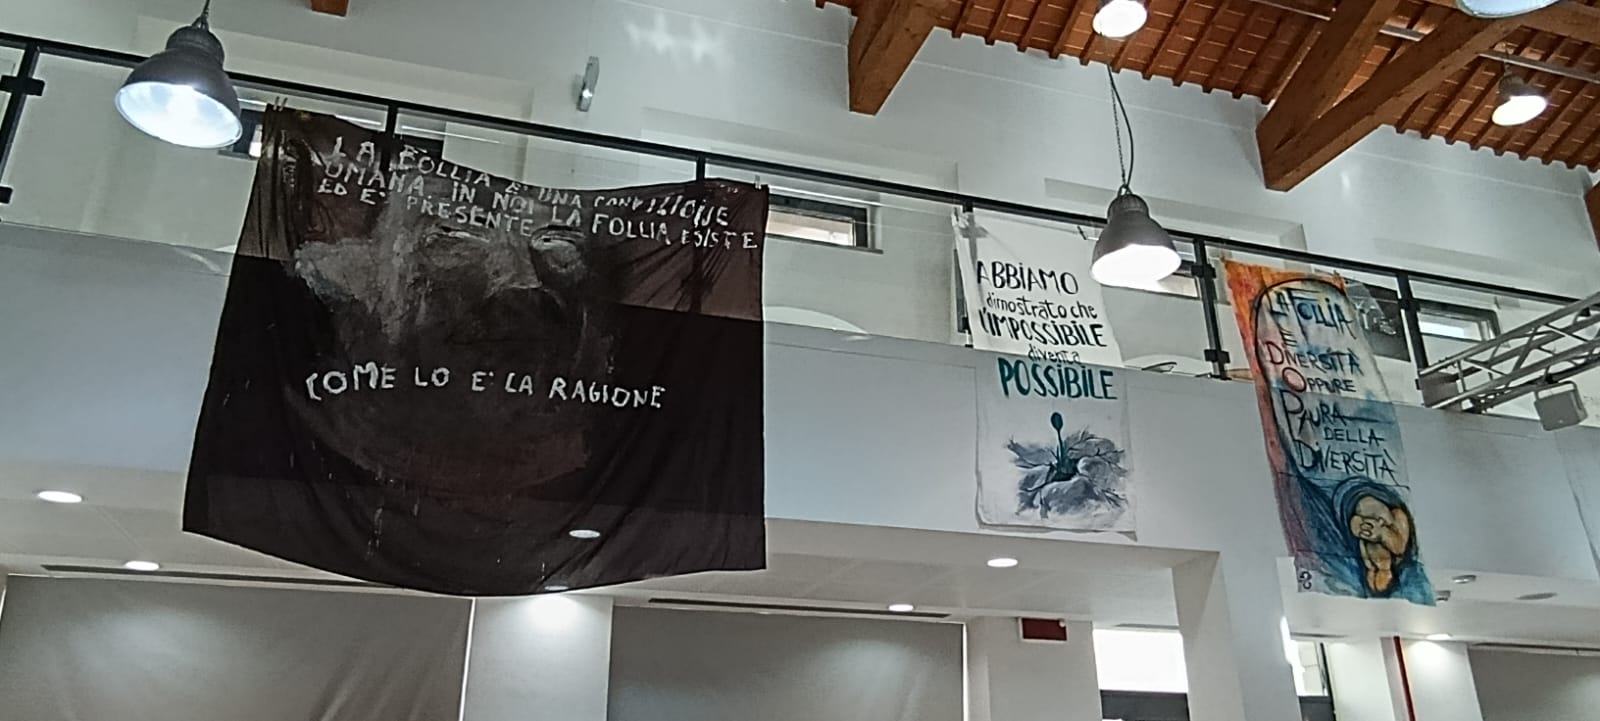 LA FOLLIA È UNA CONDIZIONE
UMANA IN NOI LA FOLLIA ESISTE
ED E' PRESENTE
COME LO E' LA RAGIONE
ABBIAMO
dimostrato che
l'IMPOSSIBILE
diventa
POSSIBILE
LA FOLLIA
È
DIVERSITÀ
OPPURE
PAURA
DELLA
DIVERSITÀ